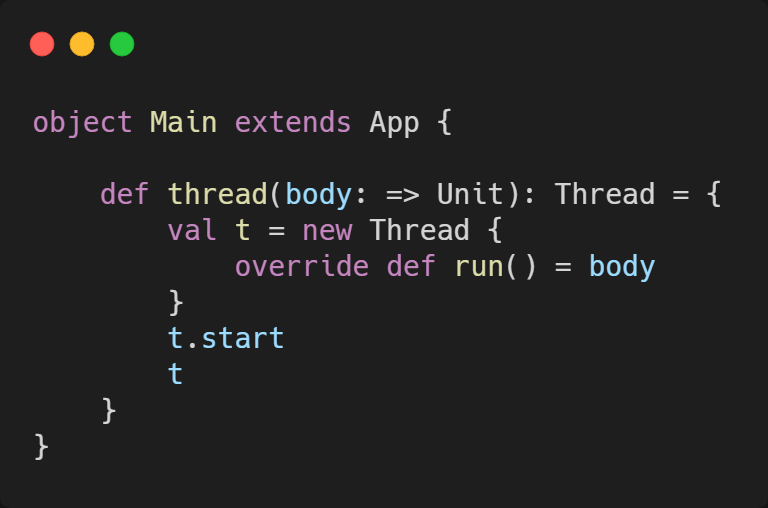 object Main extends App {
    def thread(body: => Unit): Thread = {
        val t = new Thread {
            override def run() = body
        }
        t.start
        t
    }
}